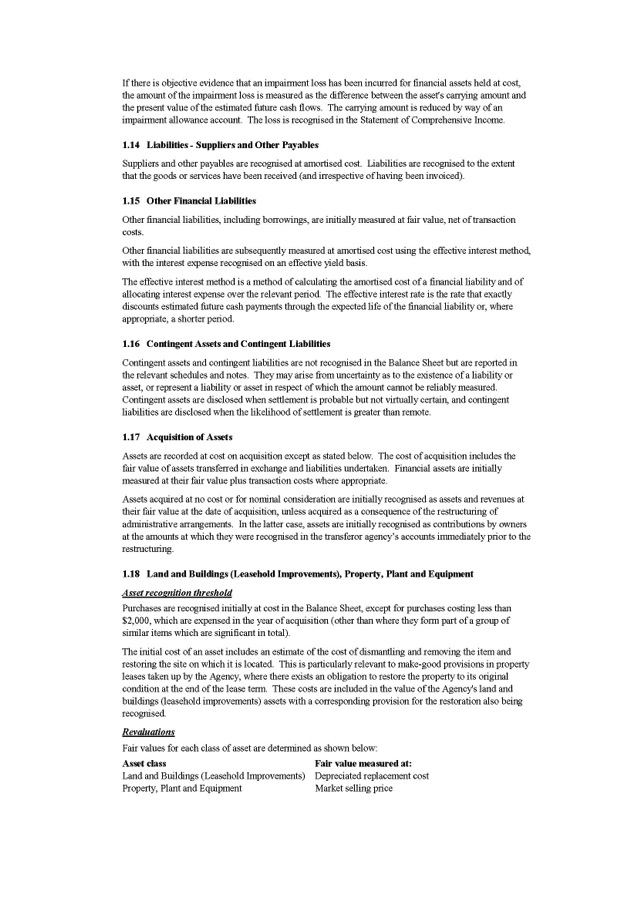 If there is objective evidence that an impairment loss has been incurred for financial assets held at cost,
the amount of the impairment loss is measured as the difference between the asset's carrying amount and
the present value of the estimated future cash flows. The carrying amount is reduced by way of an
impairment allowance account. The loss is recognised in the Statement of Comprehensive Income.
1.14 Liabilities - Suppliers and Other Payables
Suppliers and other payables are recognised at amortised cost. Liabilities are recognised to the extent
that the goods or services have been received (and irrespective of having been invoiced).
1.15 Other Financial Liabilities
Other financial liabilities, including borrowings, are initially measured at fair value, net of transaction
costs.
Other financial liabilities are subsequently measured at amortised cost using the effective interest method,
with the interest expense recognised on an effective yield basis.
The effective interest method is a method of calculating the amortised cost of a financial liability and of
allocating interest expense over the relevant period. The effective interest rate is the rate that exactly
discounts estimated future cash payments through the expected life of the financial liability or, where
appropriate, a shorter period.
1.16 Contingent Assets and Contingent Liabilities
Contingent assets and contingent liabilities are not recognised in the Balance Sheet but are reported in
the relevant schedules and notes. They may arise from uncertainty as to the existence of a liability or
asset, or represent a liability or asset in respect of which the amount cannot be reliably measured.
Contingent assets are disclosed when settlement is probable but not virtually certain, and contingent
liabilities are disclosed when the likelihood of settlement is greater than remote.
1.17 Acquisition of Assets
Assets are recorded at cost on acquisition except as stated below. The cost of acquisition includes the
fair value of assets transferred in exchange and liabilities undertaken. Financial assets are initially
measured at their fair value plus transaction costs where appropriate.
Assets acquired at no cost or for nominal consideration are initially recognised as assets and revenues at
their fair value at the date of acquisition, unless acquired as a consequence of the restructuring of
administrative arrangements. In the latter case, assets are initially recognised as contributions by owners
at the amounts at which they were recognised in the transferor agency's accounts immediately prior to the
restructuring.
1.18 Land and Buildings (Leasehold Improvements), Property, Plant and Equipment
Asset recognition threshold
Purchases are recognised initially at cost in the Balance Sheet, except for purchases costing less than
$2,000, which are expensed in the year of acquisition (other than where they form part of a group of
similar items which are significant in total).
The initial cost of an asset includes an estimate of the cost of dismantling and removing the item and
restoring the site on which it is located. This is particularly relevant to make-good provisions in property
leases taken up by the Agency, where there exists an obligation to restore the property to its original
condition at the end of the lease term. These costs are included in the value of the Agency's land and
buildings (leasehold improvements) assets with a corresponding provision for the restoration also being
recognised.
Revaluations
Fair values for each class of asset are determined as shown below:
Asset class Fair value measured at:
Land and Buildings (Leasehold Improvements) Depreciated replacement cost
Property, Plant and Equipment Market selling price